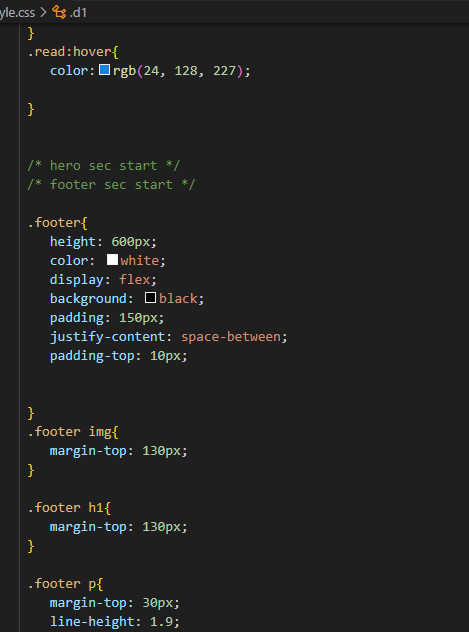 yle.css > .d1
}
.read:hover{
color: rgb(24, 128, 227);
}
/* hero sec start */
/* footer sec start */
.footer{
height: 600px;
color: white;
display: flex;
background: black;
padding: 150px;
justify-content: space-between;
padding-top: 10px;
}
.footer img{
margin-top: 130px;
}
.footer h1{
margin-top: 130px;
}
.footer p{
margin-top: 30px;
line-height: 1.9;